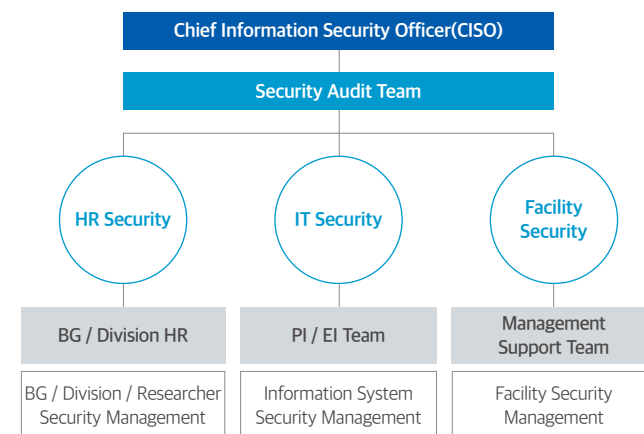 Chief Information Security Officer(CISO)
Security Audit Team
HR Security
IT Security
Facility
Security
BG / Division HR
PI / EI Team
Management
Support Team
BG / Division / Researcher
Security Management
Information System
Security Management
Facility Security
Management